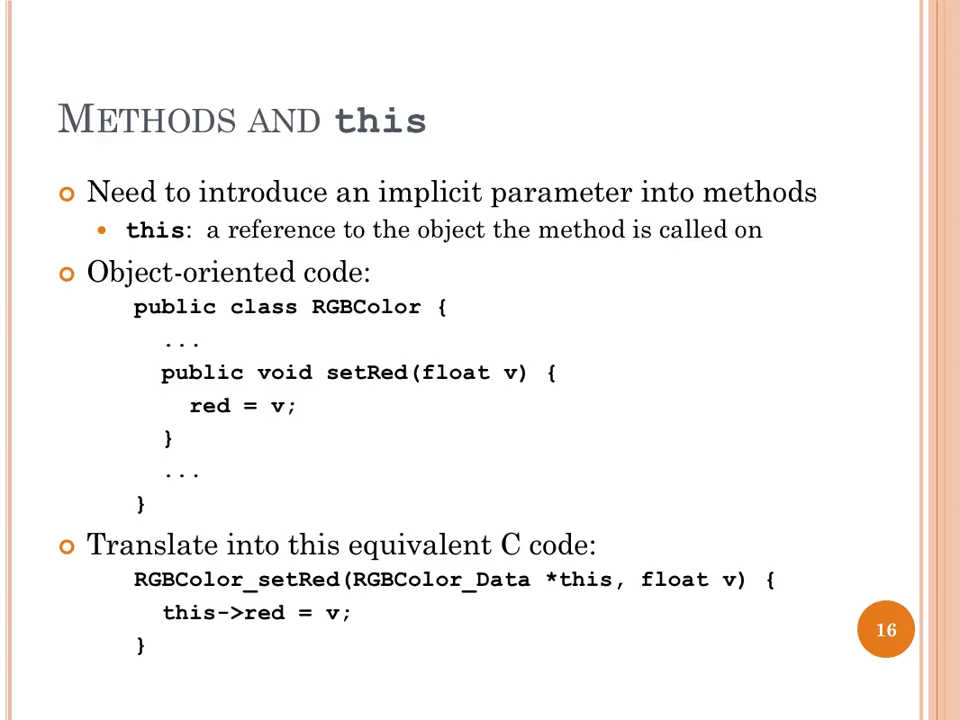 METHODS AND this
Need to introduce an implicit parameter into methods
this: a reference to the object the method is called on
Object-oriented code:
public class RGBColor {
...
public void setRed(float v) {
red = v;
}
...
}
Translate into this equivalent C code:
RGBColor_setRed(RGBColor_Data *this, float v) {
this->red = v;
}
16